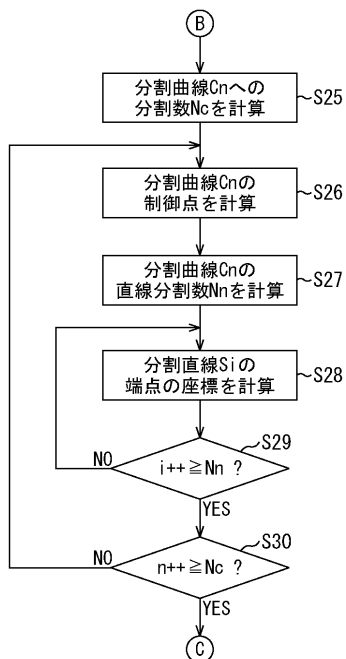 B
分割曲線Cnへの
分割数Ncを計算
S25
分割曲線Cnの
制御点を計算
S26
分割曲線Cnの
直線分割数Nnを計算
S27
分割直線Siの
端点の座標を計算
S28
S29
NO
i++≧Nn ?
YES
S30
NO
n++≧Nc ?
YES
C